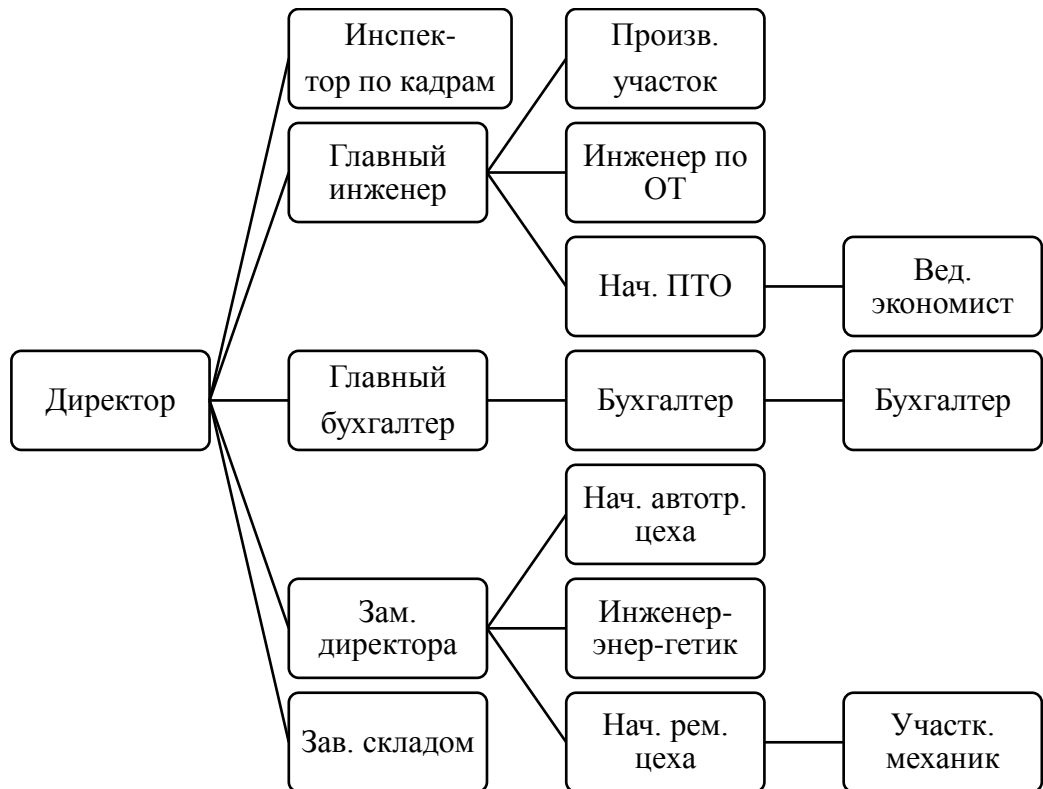 Инспек-
тор по кадрам
Произв.
участок
Главный
инженер
Инженер по
ОТ
Нач. ПТО
Вед.
экономист
Директор
Главный
бухгалтер
Бухгалтер
Бухгалтер
Нач. автотр.
цеха
Зам.
директора
Инженер-
энер-гетик
Зав. складом
Нач. рем.
цеха
Участк.
механик